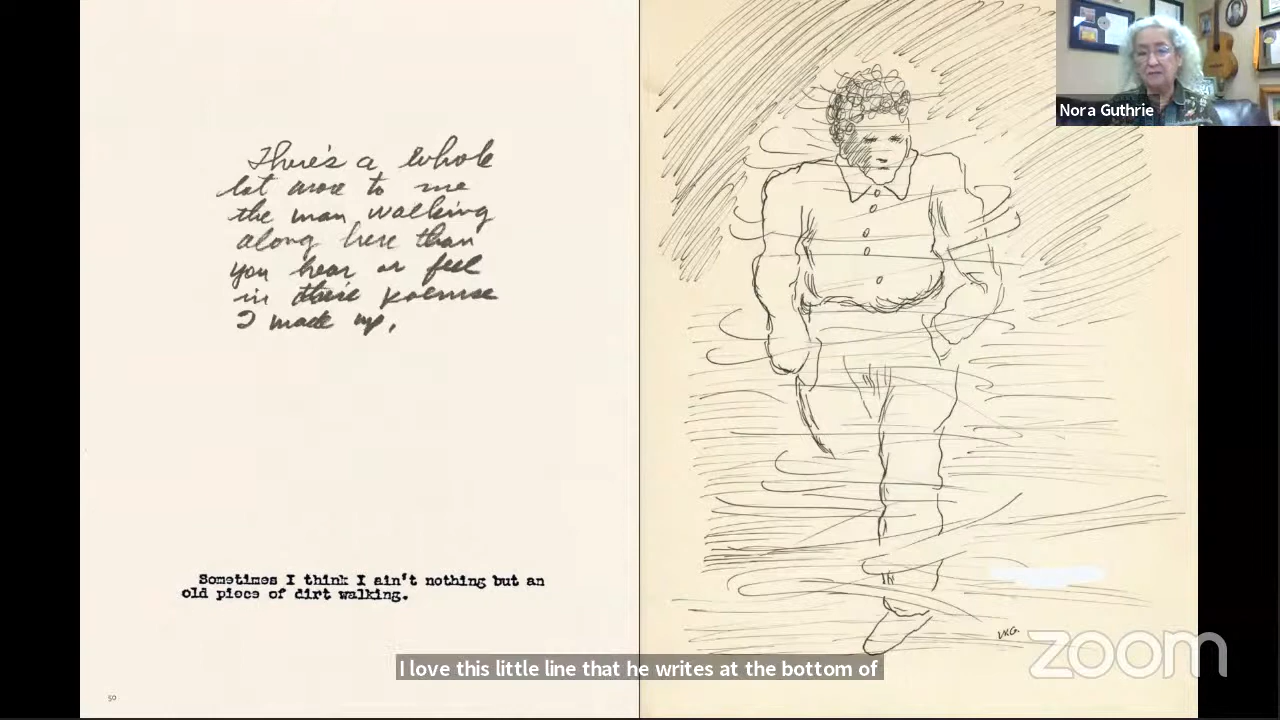 There's a whole
lot more to me
the man walking
along here than
you hear or feel
in these poemse
I made up,
Sometimes I think I ain't nothing but an
old piece of dirt walking.
50
W.G.
Nora Guthrie
I love this little line that he writes at the bottom of
zoom